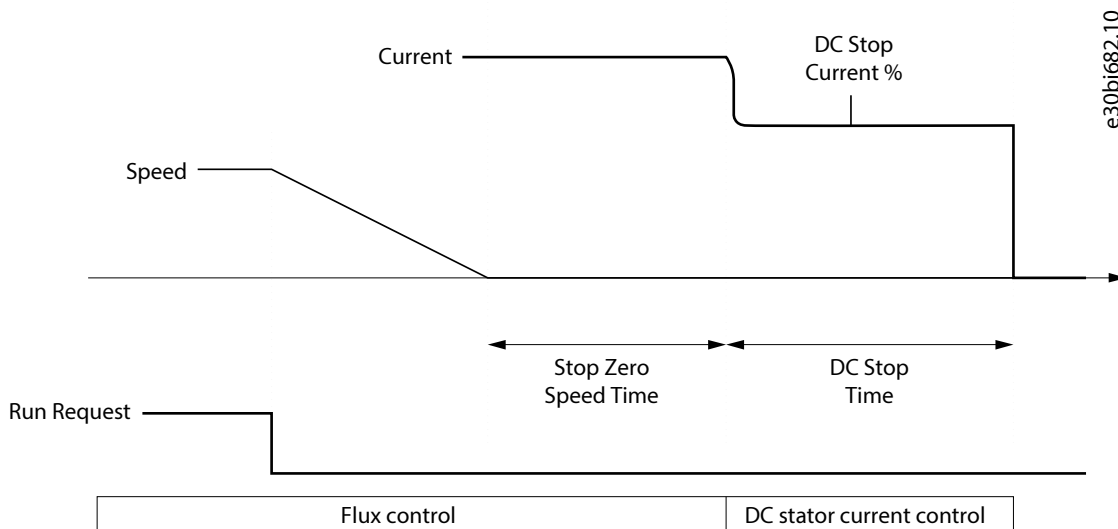 Current
DC Stop
Current %
e30bi682.10
Speed
Stop Zero
Speed Time
DC Stop
Time
Run Request
Flux control
DC stator current control